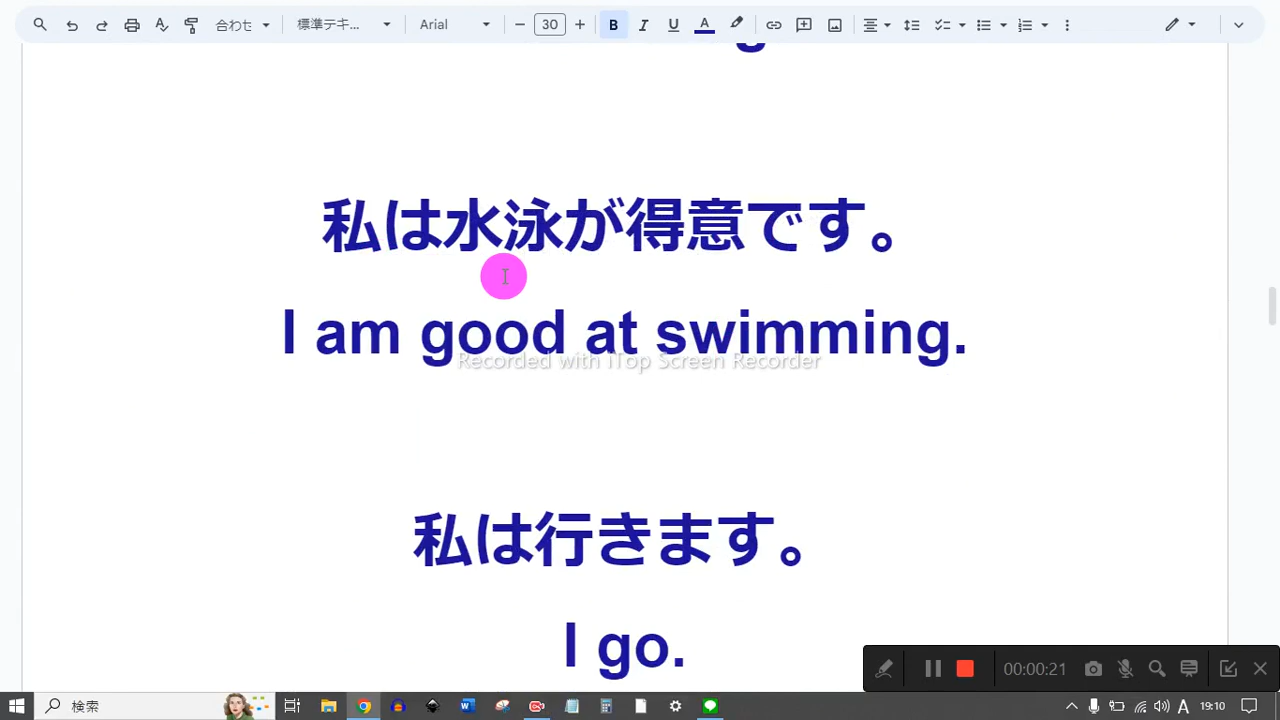 合わせ
標準テキ...
Arial
30
私は水泳が得意です。
I am good at swimming.
Recorded with iTop Screen Recorder
私は行きます。
I go.
00:00:21
検索
A
19:10